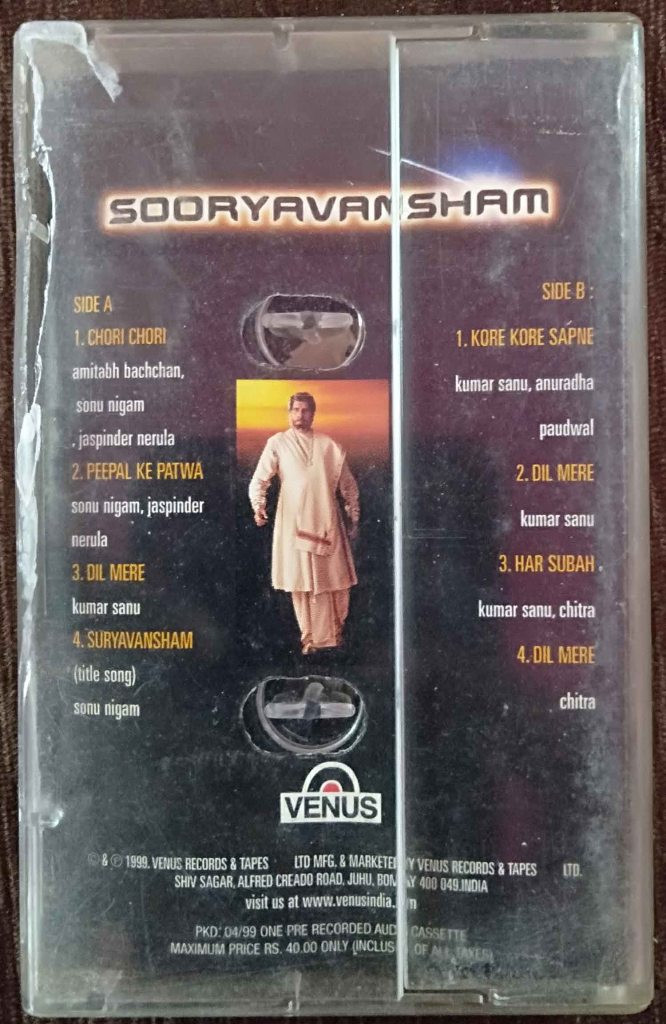 SOORYAVANSHAM
SIDE A
1. CHORI CHORI
amitabh bachchan,
sonu nigam
, jaspinder nerula
2. PEEPAL KE PATWA
sonu nigam, jaspinder
nerula
3. DIL MERE
kumar sanu
4. SURYAVANSHAM
(title song)
sonu nigam
SIDE B :
1. KORE KORE SAPNE
kumar sanu, anuradha
paudwal
2. DIL MERE
kumar sanu
3. HAR SUBAH
kumar sanu, chitra
4. DIL MERE
chitra
VENUS
© & ℗ 1999. VENUS RECORDS & TAPES LTD MFG. & MARKETED BY VENUS RECORDS & TAPES LTD.
SHIV SAGAR, ALFRED CREADO ROAD, JUHU, BOMBAY 400 049.INDIA
visit us at www.venusindia.com
PKD: 04/99 ONE PRE RECORDED AUDIO CASSETTE
MAXIMUM PRICE RS. 40.00 ONLY (INCLUSIVE OF ALL TAXES)